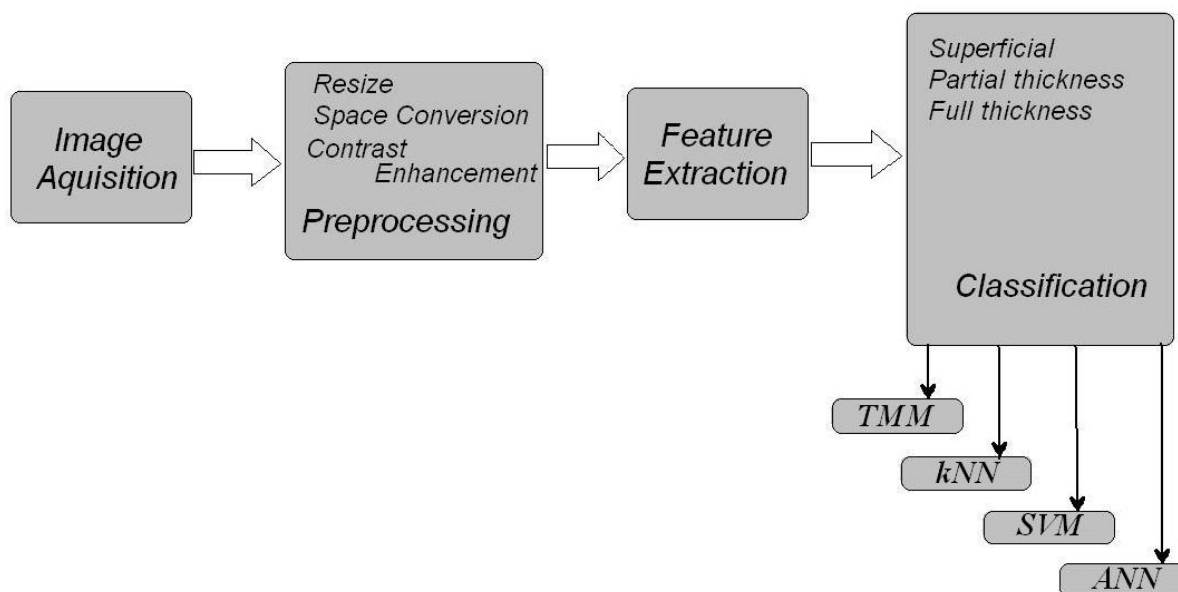 Image
Aquisition
Resize
Space Conversion
Contrast
Enhancement
Preprocessing
Feature
Extraction
Superficial
Partial thickness
Full thickness
Classification
TMM
kNN
SVM
ANN